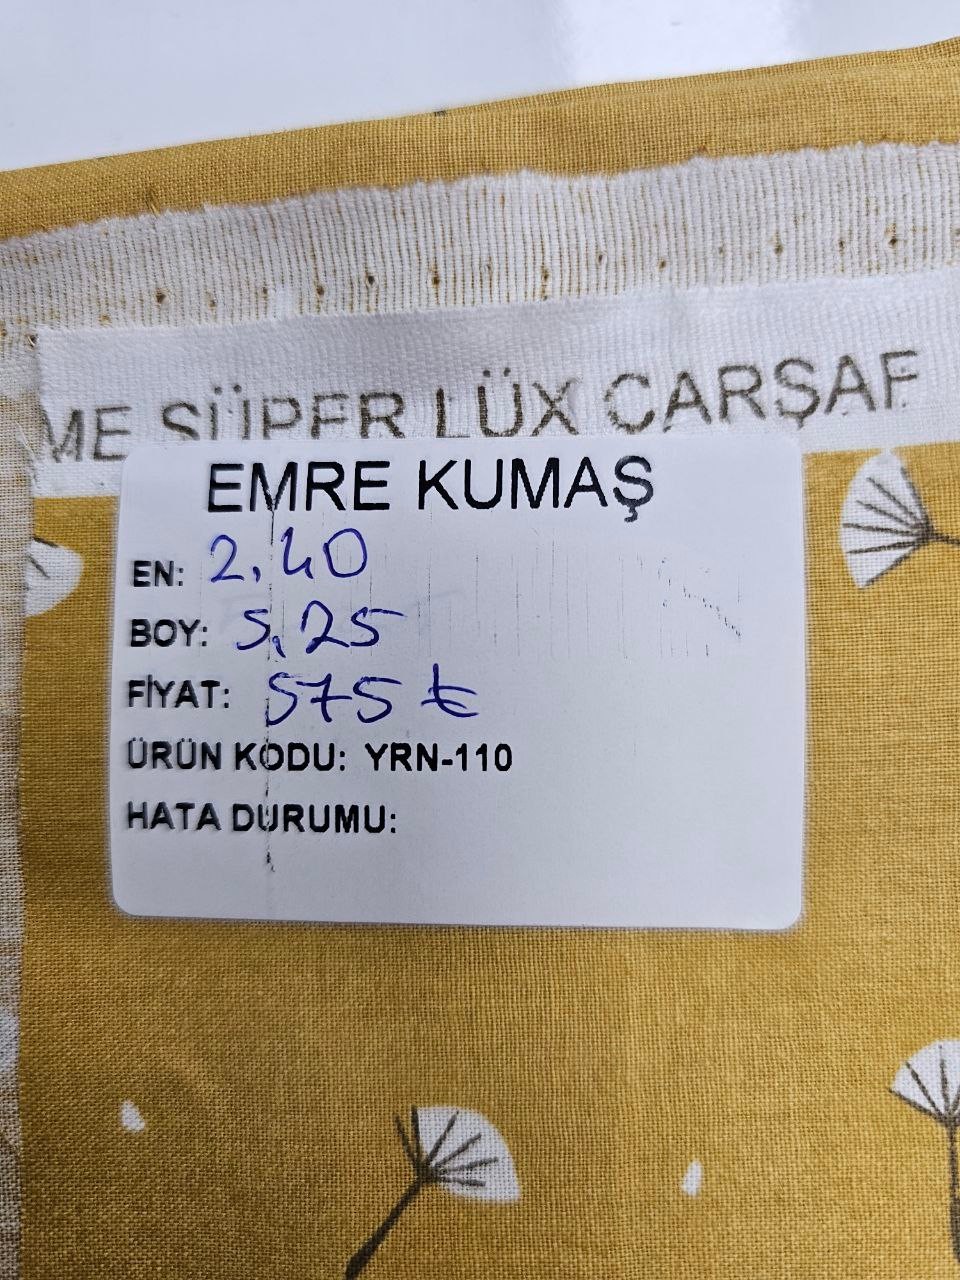 ME SÜPER LÜX ÇARŞAF
EMRE KUMAŞ
EN: 2.40
BOY: 5,25
FİYAT: 575 ₺
ÜRÜN KODU: YRN-110
HATA DURUMU: